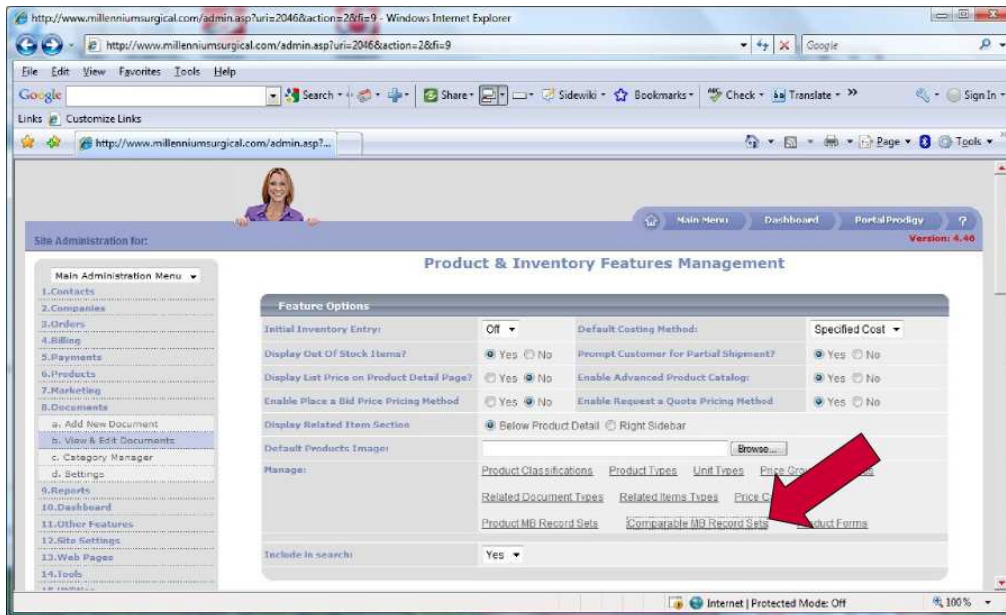 http://www.millenniumsurgical.com/admin.asp?uri=2046&action=2&fi=9 - Windows Internet Explorer
http://www.millenniumsurgical.com/admin.asp?uri=2046&action=2&fi=9 Google
File Edit View Favorites Tools Help
Google Search Share Sidewiki Bookmarks Check Translate Sign In
Links Customize Links
http://www.millenniumsurgical.com/admin.asp?... Page Tools
Main Menu Dashboard PortalProdigy ?
Site Administration for: Version: 4.40
Product & Inventory Features Management
Main Administration Menu
1.Contacts
2.Companies
3.Orders
4.Billing
5.Payments
6.Products
7.Marketing
8.Documents
a. Add New Document
b. View & Edit Documents
c. Category Manager
d. Settings
9.Reports
10.Dashboard
11.Other Features
12.Site Settings
13.Web Pages
14.Tools
Feature Options
Initial Inventory Entry: Off Default Costing Method: Specified Cost
Display Out Of Stock Items? Yes No Prompt Customer for Partial Shipment? Yes No
Display List Price on Product Detail Page? Yes No Enable Advanced Product Catalog: Yes No
Enable Place a Bid Price Pricing Method Yes No Enable Request a Quote Pricing Method Yes No
Display Related Item Section Below Product Detail Right Sidebar
Default Products Image: Browse...
Manage: Product Classifications Product Types Unit Types Price
Related Document Types Related Items Types Price
Product MB Record Sets Comparable MB Record Sets Forms
Include in search: Yes
Internet | Protected Mode: Off 100%